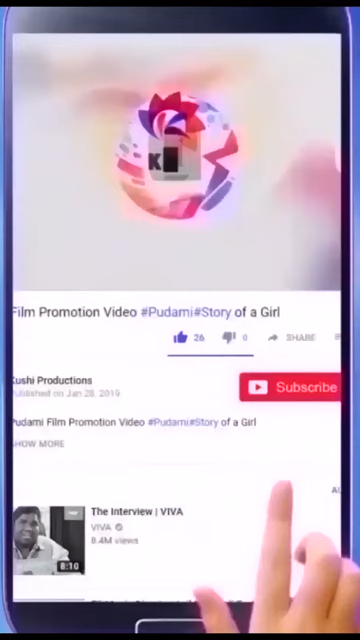 Film Promotion Video #Pudami#Story of a Girl
26
0
SHARE
Kushi Productions
Published on Jan 28, 2019
Subscribe
Pudami Film Promotion Video #Pudami#Story of a Girl
SHOW MORE
The Interview | VIVA
VIVA
8.4M views
8:10